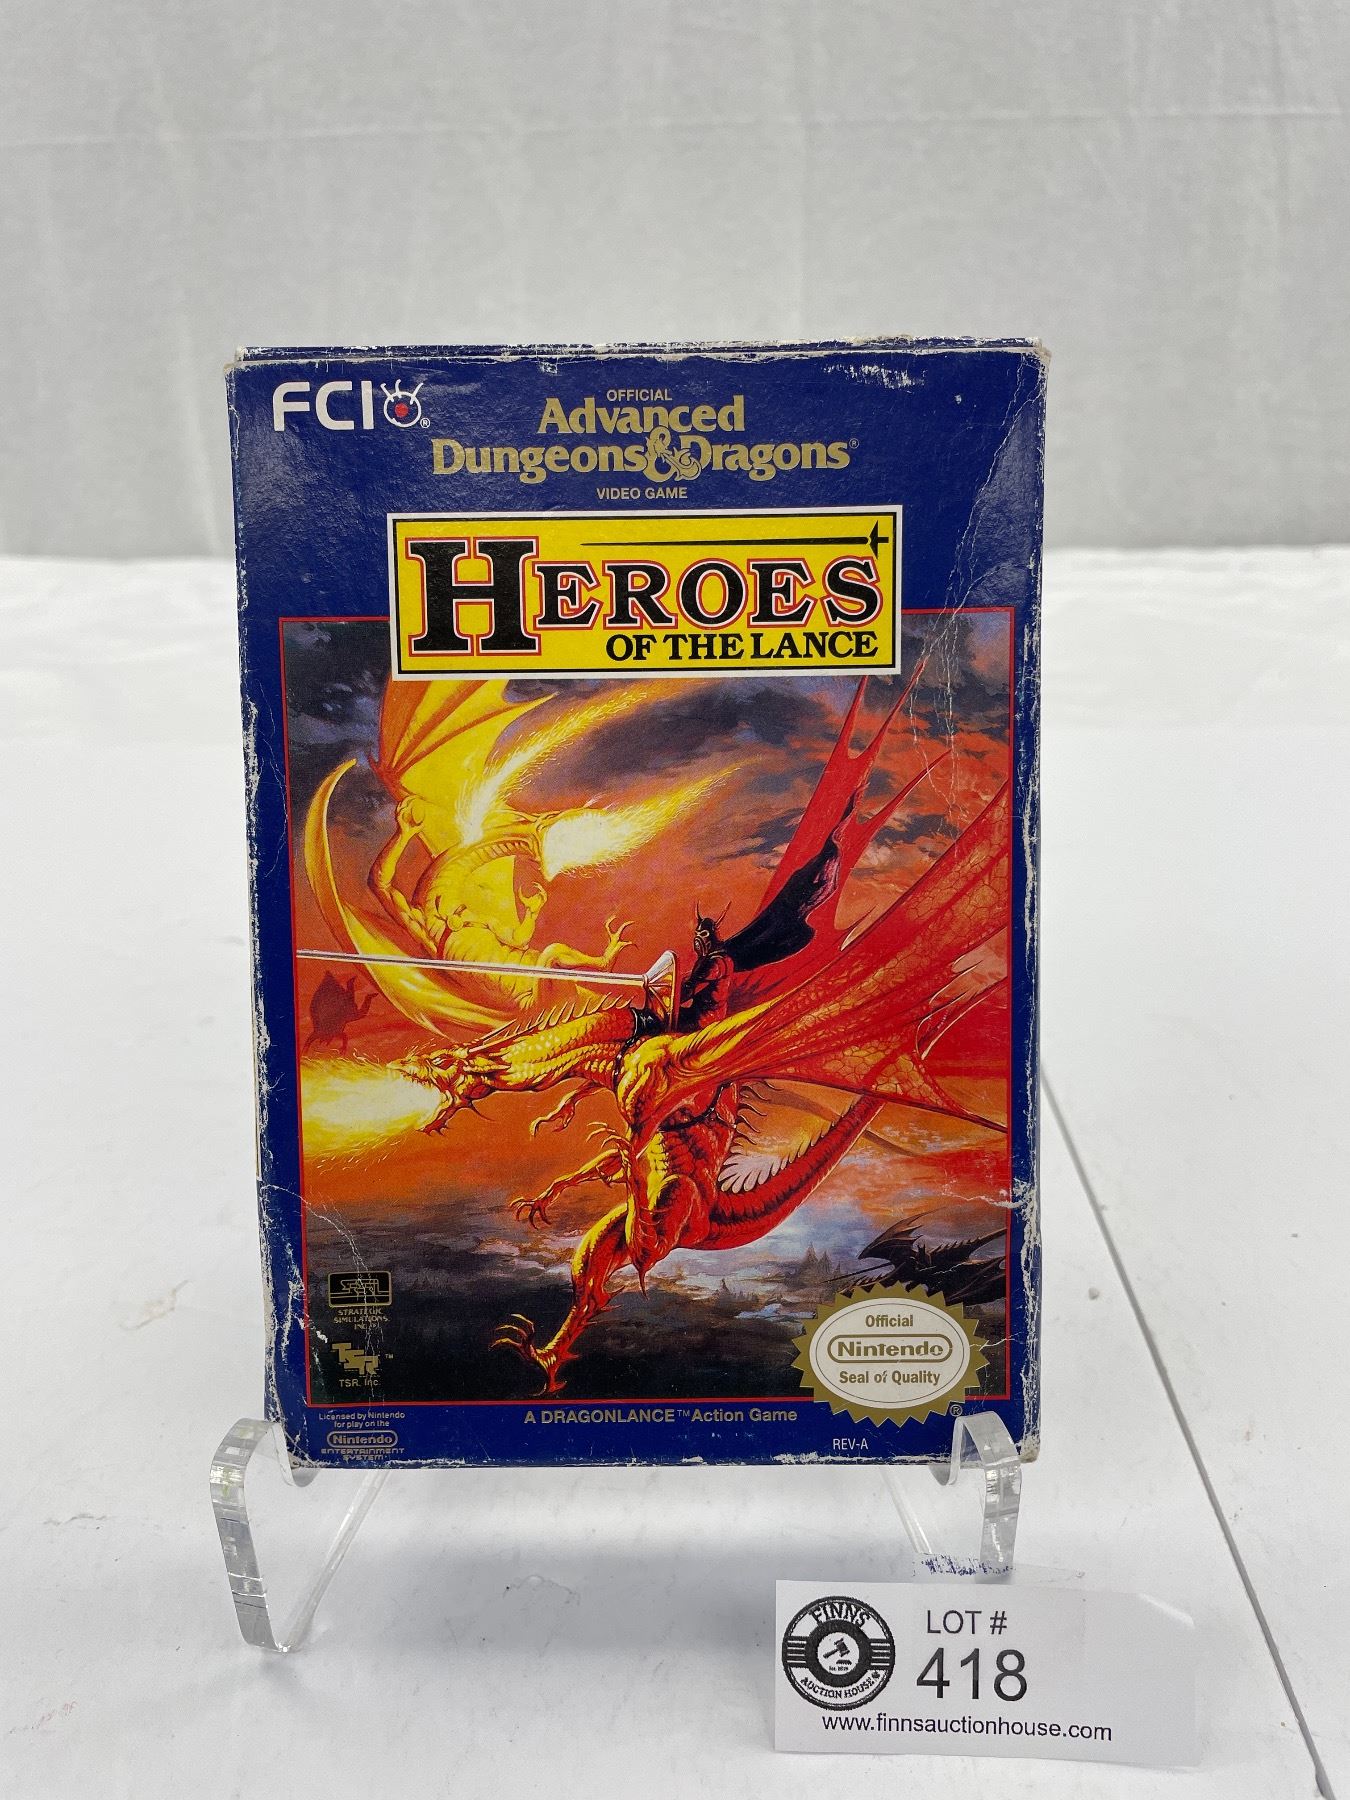 FCI ®
OFFICIAL
Advanced
Dungeons & Dragons®
VIDEO GAME
HEROES
OF THE LANCE
SSI
STRATEGIC
SIMULATIONS
INC.®
TSR ™
TSR, Inc.
Official
Nintendo
Seal of Quality
®
Licensed by Nintendo
for play on the
Nintendo
ENTERTAINMENT
SYSTEM
A DRAGONLANCE™ Action Game
REV-A
FINNS
AUCTION HOUSE
LOT #
418
www.finnsauctionhouse.com